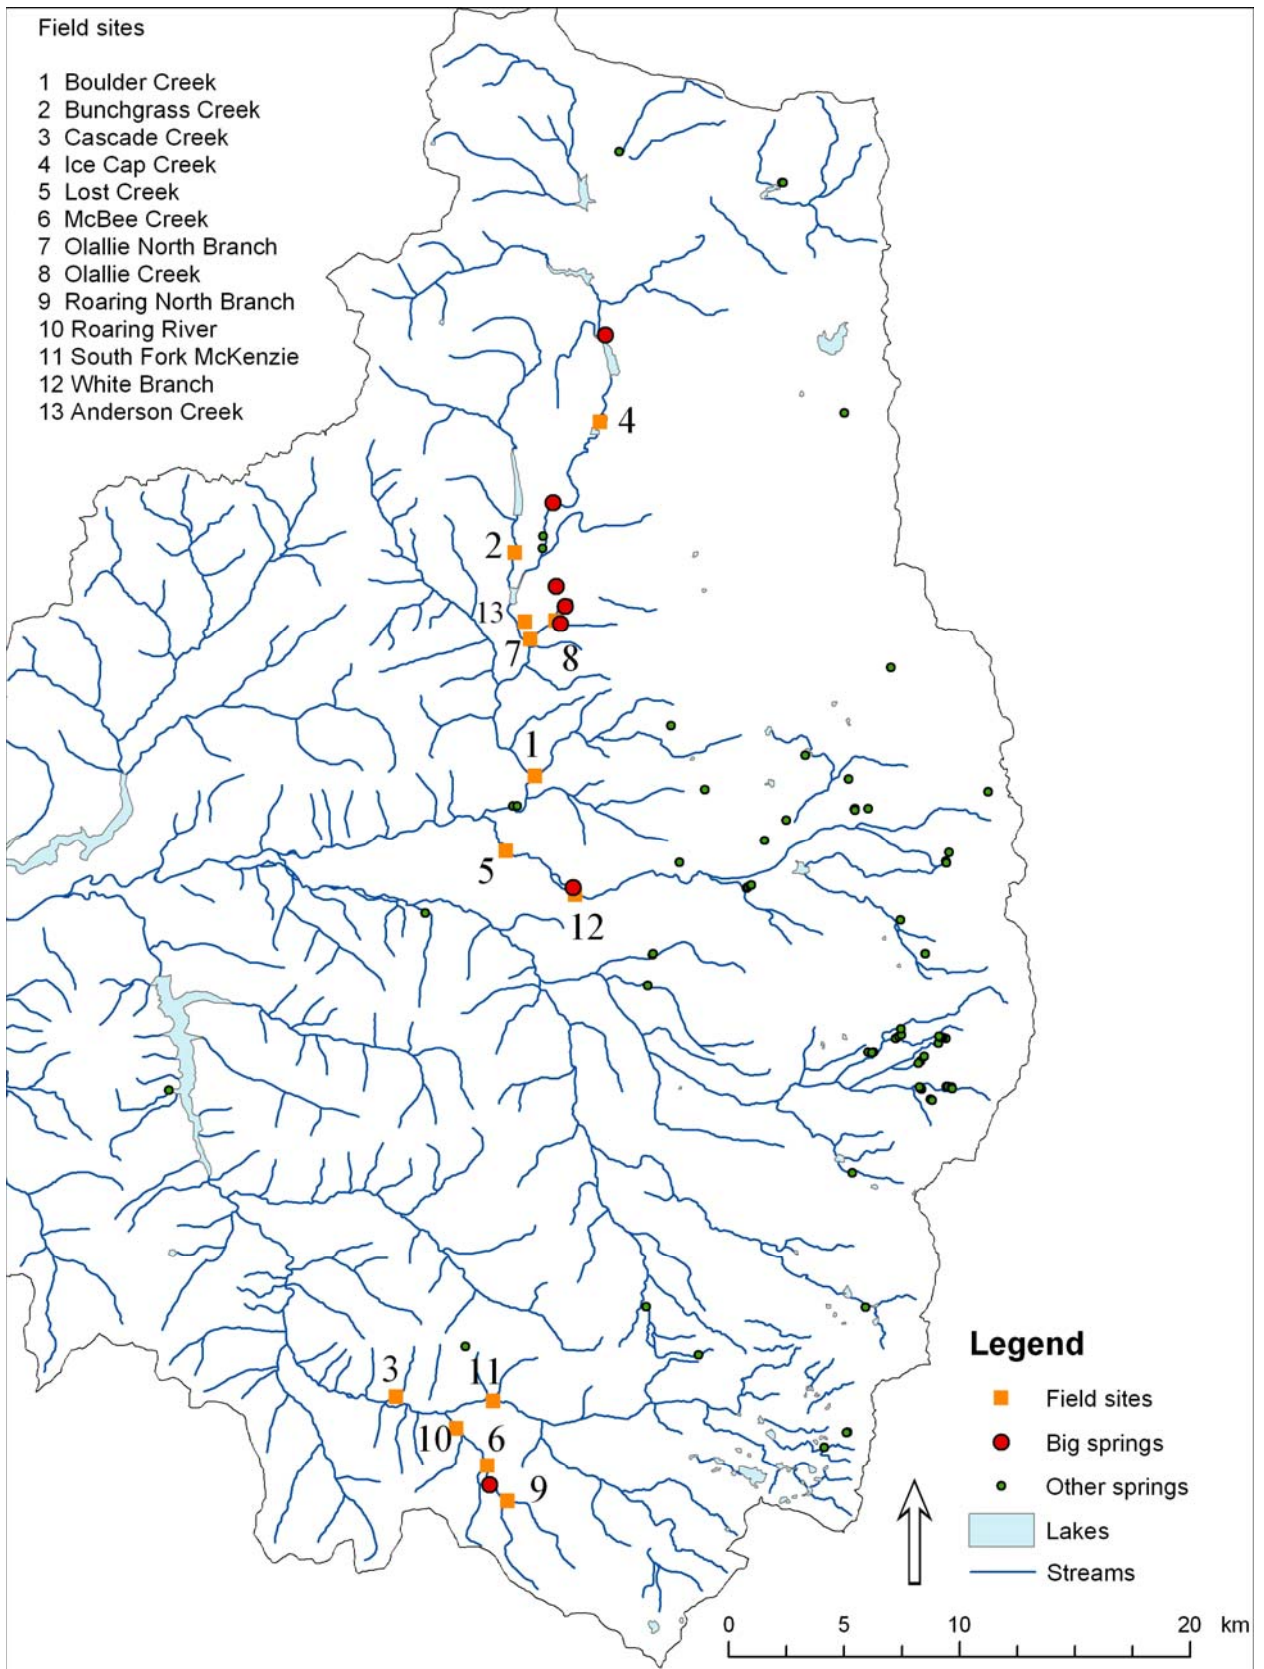 Field sites
1 Boulder Creek
2 Bunchgrass Creek
3 Cascade Creek
4 Ice Cap Creek
5 Lost Creek
6 McBee Creek
7 Olallie North Branch
8 Olallie Creek
9 Roaring North Branch
10 Roaring River
11 South Fork McKenzie
12 White Branch
13 Anderson Creek
4
2
13
7
8
1
5
12
3
11
10
6
9
Legend
Field sites
Big springs
Other springs
Lakes
Streams
0 5 10 20 km